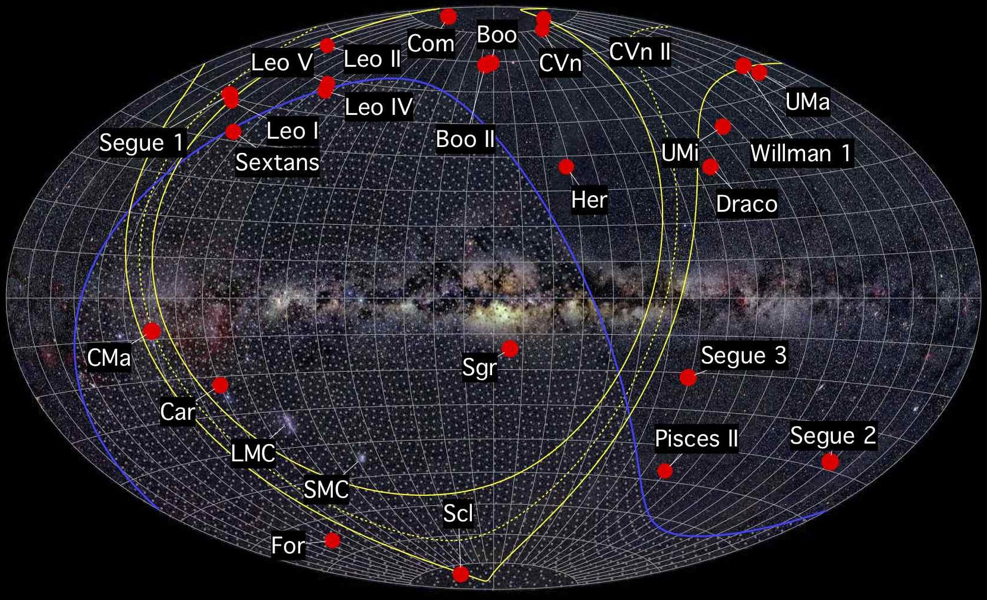 Com
Boo
CVn
CVn II
Leo V
Leo II
UMa
Leo IV
Leo I
Segue 1
Sextans
Boo II
UMi
Willman 1
Her
Draco
CMa
Sgr
Segue 3
Car
LMC
Pisces II
Segue 2
SMC
Scl
For